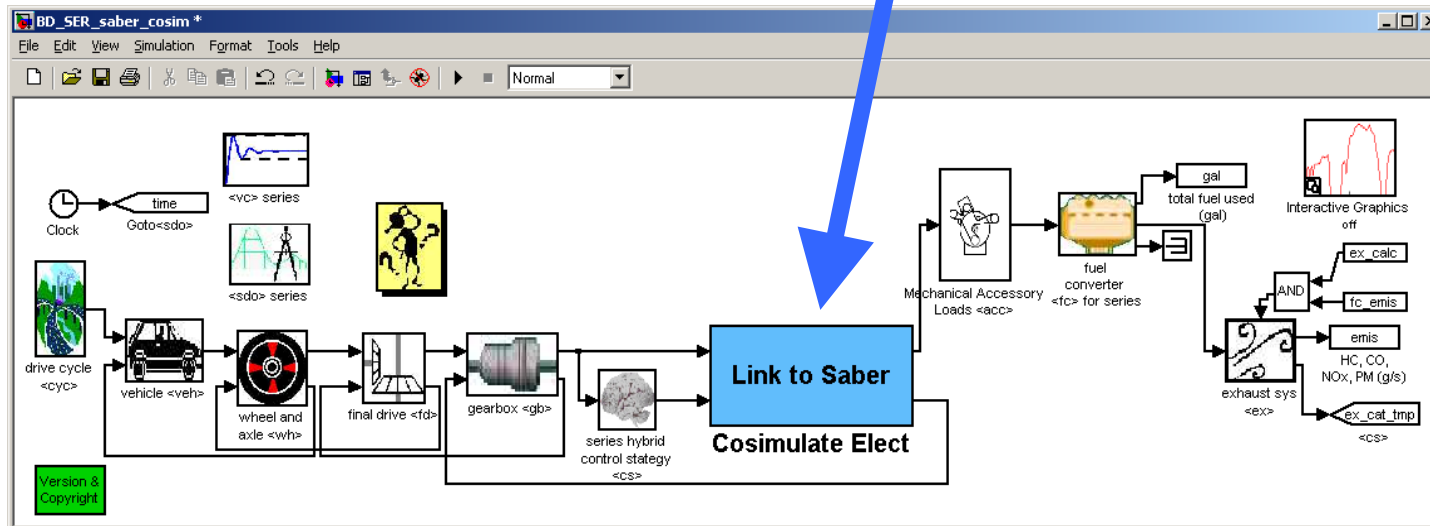 BD_SER_saber_cosim *
File Edit View Simulation Format Tools Help
Normal
Clock
time
Goto<sdo>
<vc> series
<sdo> series
drive cycle
<cyc>
vehicle <veh>
wheel and
axle <wh>
final drive <fd>
gearbox <gb>
series hybrid
control stategy
<cs>
Link to Saber
Cosimulate Elect
Mechanical Accessory
Loads <acc>
fuel
converter
<fc> for series
gal
total fuel used
(gal)
Interactive Graphics
off
ex_calc
AND
fc_emis
emis
HC, CO,
NOx, PM (g/s)
exhaust sys
<ex>
ex_cat_tmp
<cs>
Version &
Copyright